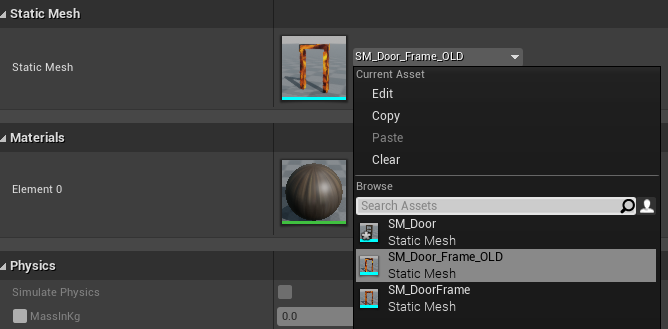 Static Mesh
Static Mesh
SM_Door_Frame_OLD
Current Asset
Edit
Copy
Paste
Clear
Materials
Element 0
Browse
Search Assets
SM_Door
Static Mesh
SM_Door_Frame_OLD
Static Mesh
SM_DoorFrame
Static Mesh
Physics
Simulate Physics
MassInKg
0.0